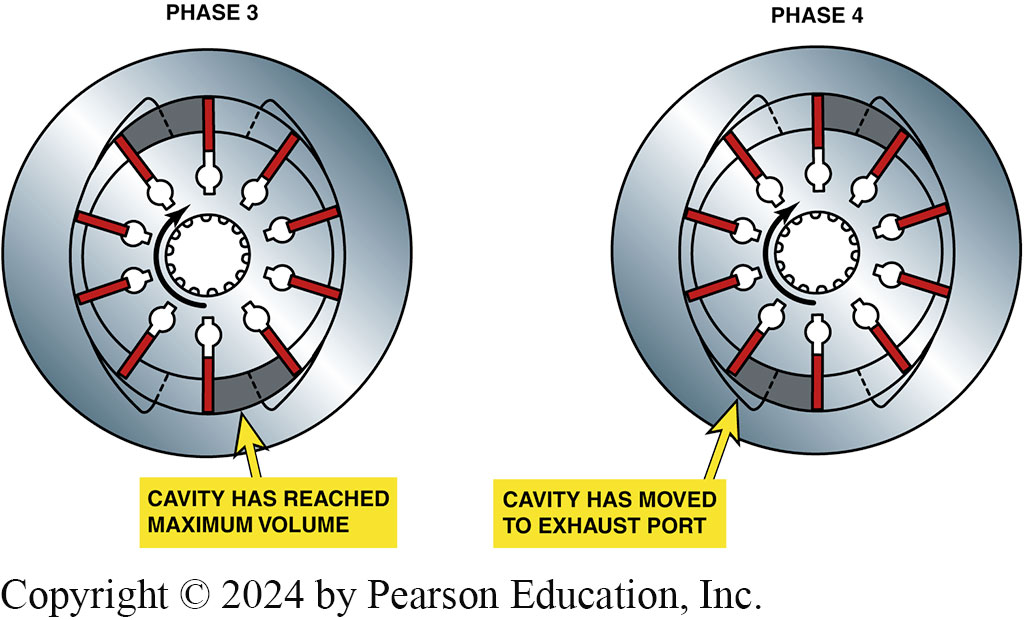 PHASE 3
PHASE 4
CAVITY HAS REACHED
MAXIMUM VOLUME
CAVITY HAS MOVED
TO EXHAUST PORT
Copyright © 2024 by Pearson Education, Inc.